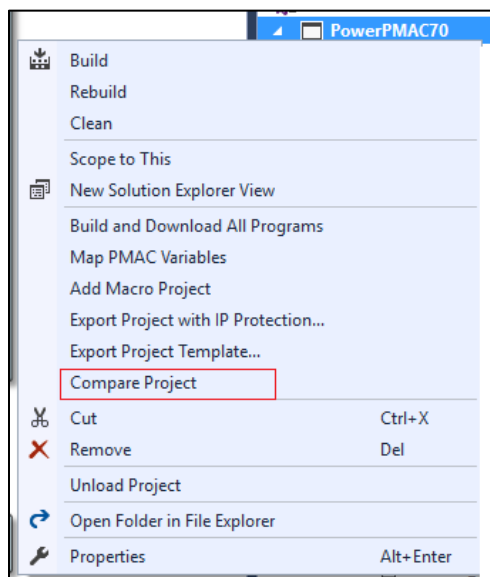 PowerPMAC70
Build
Rebuild
Clean
Scope to This
New Solution Explorer View
Build and Download All Programs
Map PMAC Variables
Add Macro Project
Export Project with IP Protection...
Export Project Template...
Compare Project
Cut Ctrl+X
Remove Del
Unload Project
Open Folder in File Explorer
Properties Alt+Enter